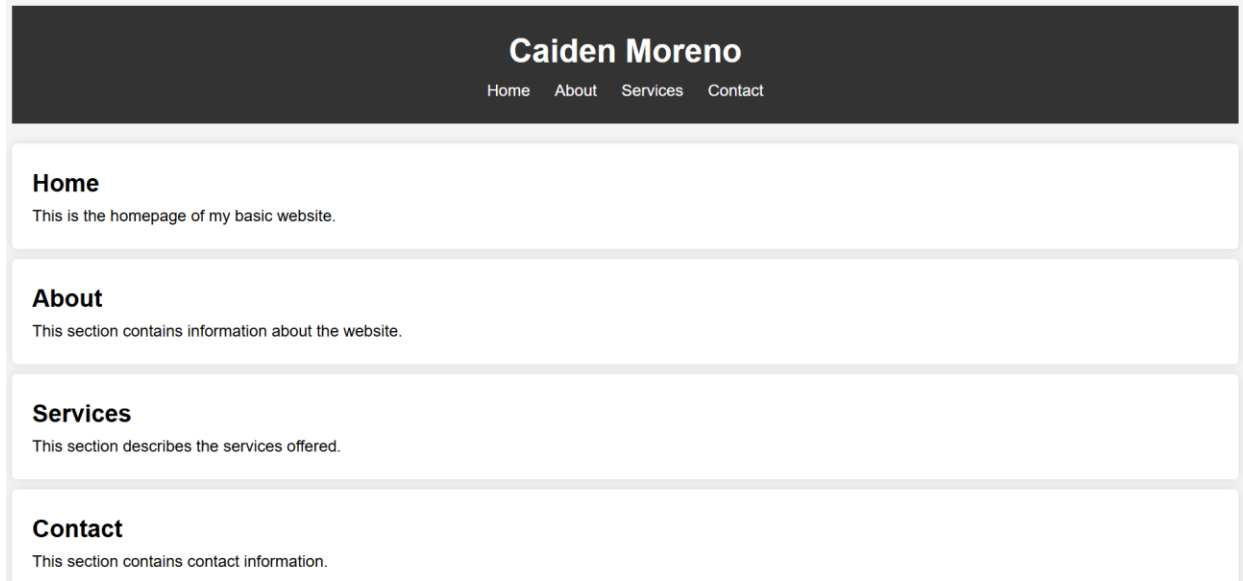 Caiden Moreno
Home About Services Contact
Home
This is the homepage of my basic website.
About
This section contains information about the website.
Services
This section describes the services offered.
Contact
This section contains contact information.